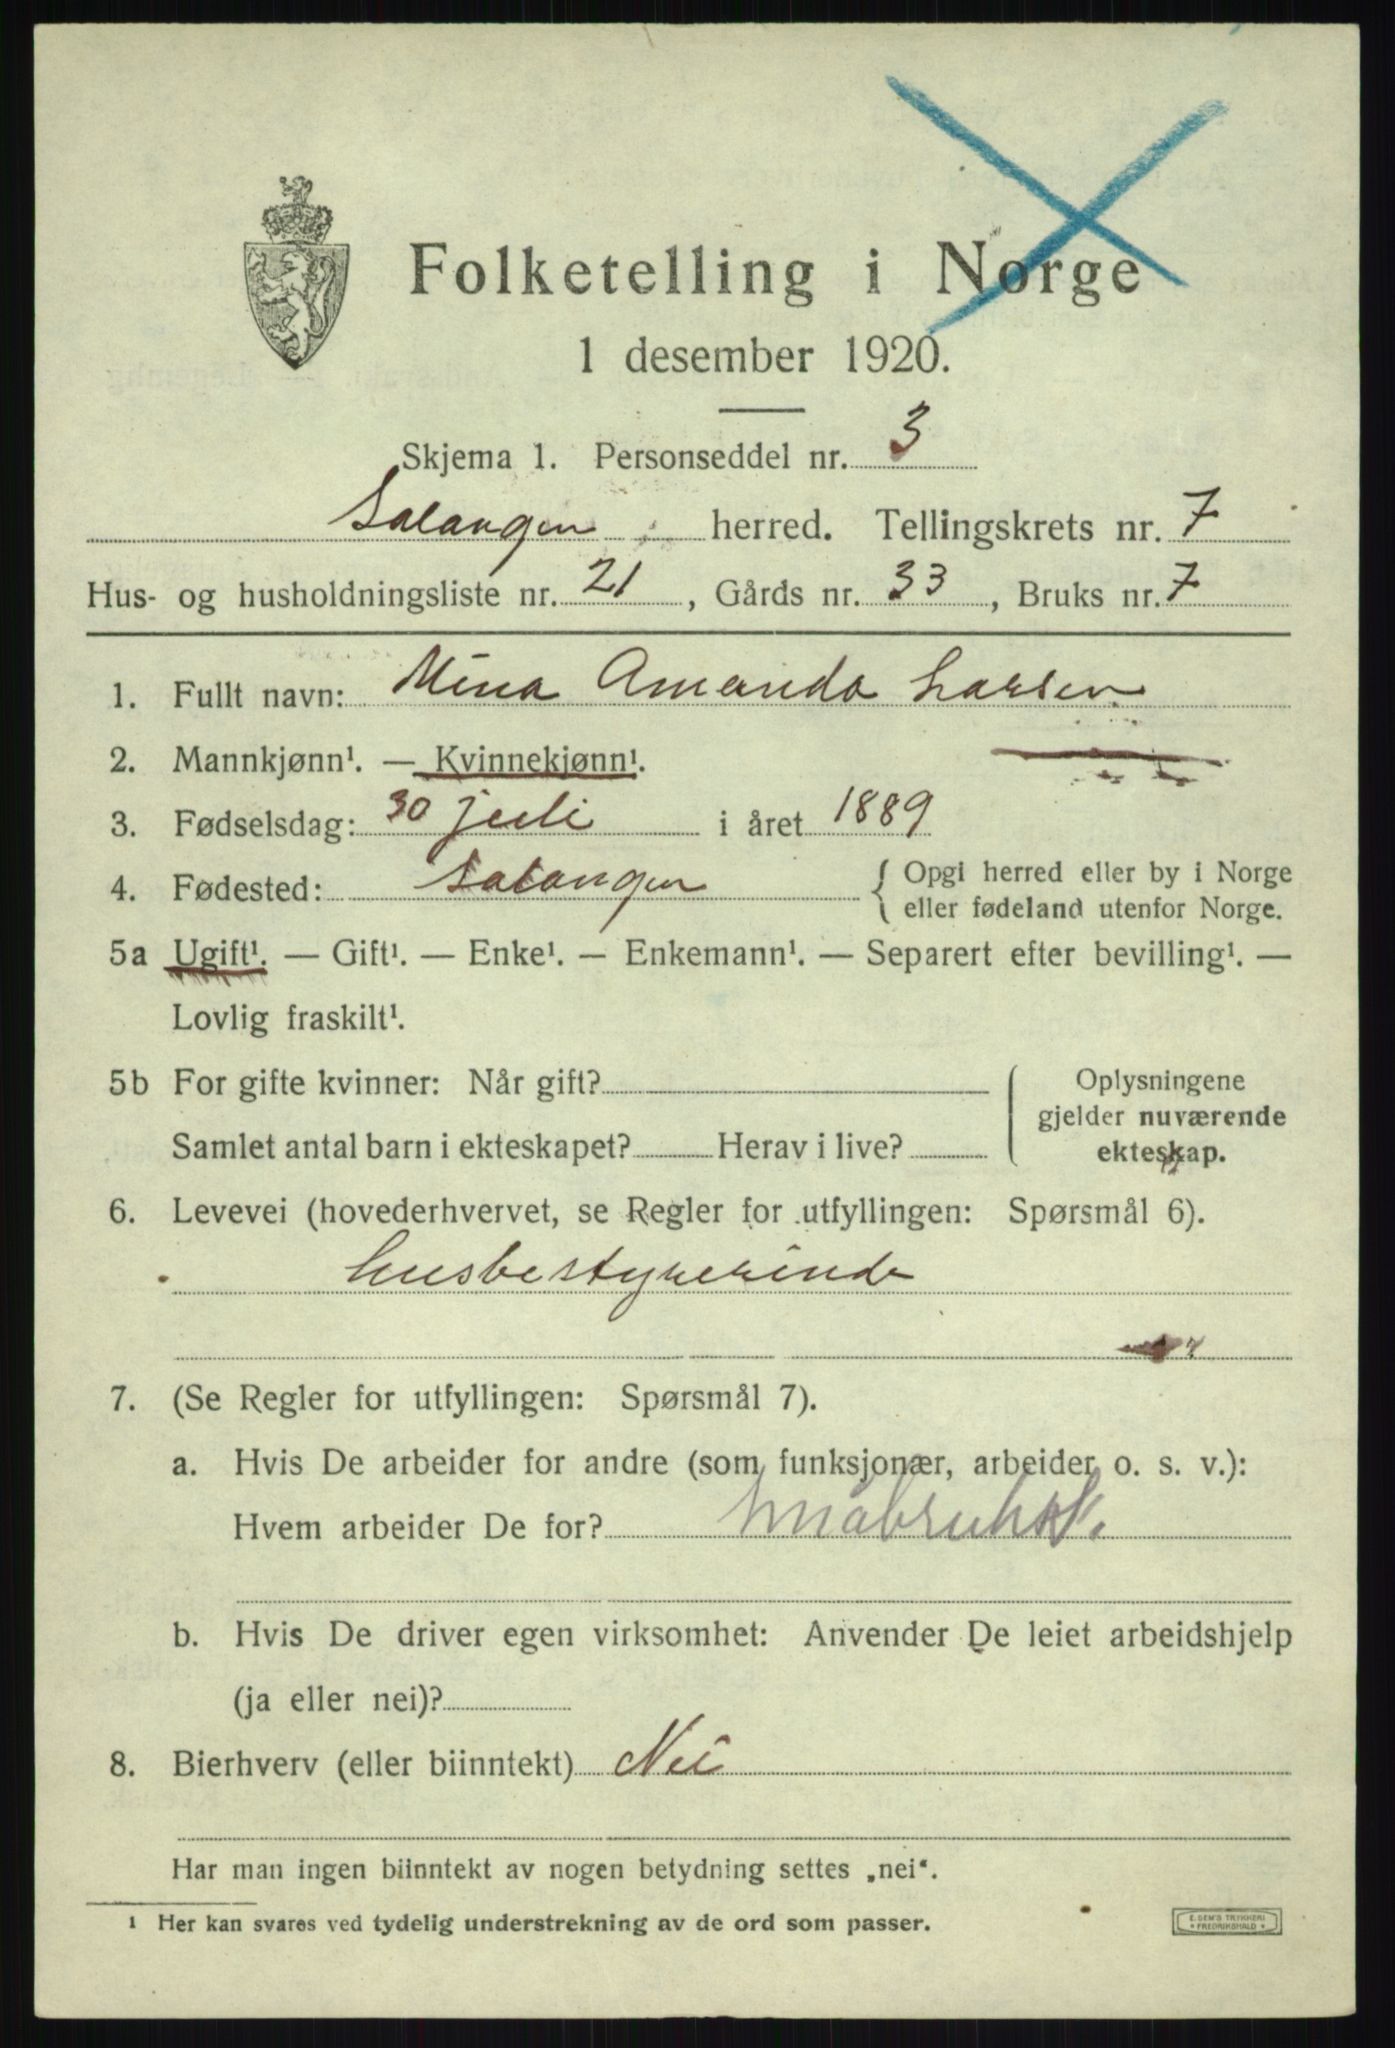 Folketelling i Norge
1 desember 1920.
Skjema 1. Personseddel nr. 3
Salangen herred. Tellingskrets nr. 7
Hus- og husholdningsliste nr. 21, Gårds nr. 33, Bruks nr. 7
1. Fullt navn: Mina Amanda Larsen
2. Mannkjønn¹. — Kvinnekjønn¹.
3. Fødselsdag: 30 juli i året 1889
4. Fødested: Salangen { Opgi herred eller by i Norge
eller fødeland utenfor Norge.
5a Ugift¹. — Gift¹. — Enke¹. — Enkemann¹. — Separert efter bevilling¹. —
Lovlig fraskilt¹.
5b For gifte kvinner: Når gift?
Samlet antal barn i ekteskapet? Herav i live?
Oplysningene
gjelder nuværende
ekteskap.
6. Levevei (hovederhvervet, se Regler for utfyllingen: Spørsmål 6).
husbestyrerinde
7. (Se Regler for utfyllingen: Spørsmål 7).
a. Hvis De arbeider for andre (som funksjonær, arbeider o. s. v.):
Hvem arbeider De for? småbruk
b. Hvis De driver egen virksomhet: Anvender De leiet arbeidshjelp
(ja eller nei)?
8. Bierhverv (eller biinntekt) Nei
Har man ingen biinntekt av nogen betydning settes „nei“.
¹ Her kan svares ved tydelig understrekning av de ord som passer.
E. SEM'S TRYKKERI
* FREDRIKSHALD *